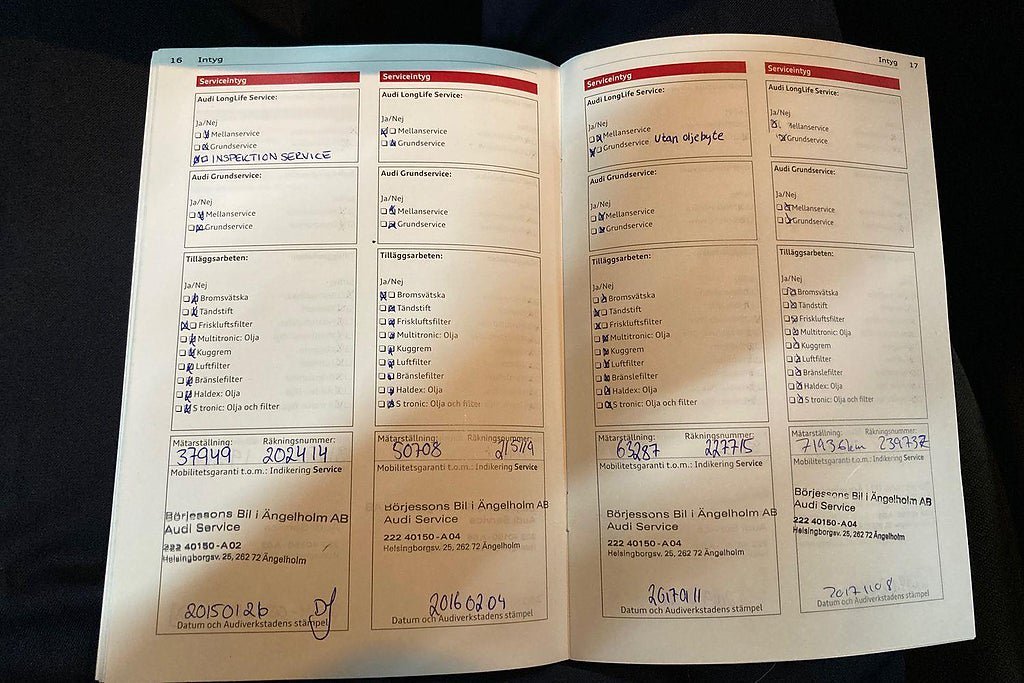 16 Intyg
Serviceintyg
Audi LongLife Service:
Ja/Nej
Mellanservice
Grundservice
INSPEKTION SERVICE
Audi Grundservice:
Ja/Nej
Mellanservice
Grundservice
Tilläggsarbeten:
Ja/Nej
Bromsvätska
Tändstift
Friskluftsfilter
Multitronic: Olja
Kuggrem
Luftfilter
Bränslefilter
Haldex: Olja
S tronic: Olja och filter
Mätarställning: Räkningsnummer:
37949 202414
Mobilitetsgaranti t.o.m.: Indikering Service
Börjessons Bil i Ängelholm AB
Audi Service
222 40150-A02
Helsingborgsv. 25, 262 72 Ängelholm
20150126
Datum och Audiverkstadens stämpel
Serviceintyg
Audi LongLife Service:
Ja/Nej
Mellanservice
Grundservice
Audi Grundservice:
Ja/Nej
Mellanservice
Grundservice
Tilläggsarbeten:
Ja/Nej
Bromsvätska
Tändstift
Friskluftsfilter
Multitronic: Olja
Kuggrem
Luftfilter
Bränslefilter
Haldex: Olja
S tronic: Olja och filter
Mätarställning: Räkningsnummer:
50708
Mobilitetsgaranti t.o.m.: Indikering Service
Börjessons Bil i Ängelholm AB
Audi Service
222 40150-A04
Helsingborgsv. 25, 262 72 Ängelholm
20160204
Datum och Audiverkstadens stämpel
Intyg 17
Serviceintyg
Audi LongLife Service:
Ja/Nej
Mellanservice
Grundservice Utan oljebyte
Audi Grundservice:
Ja/Nej
Mellanservice
Grundservice
Tilläggsarbeten:
Ja/Nej
Bromsvätska
Tändstift
Friskluftsfilter
Multitronic: Olja
Kuggrem
Luftfilter
Bränslefilter
Haldex: Olja
S tronic: Olja och filter
Mätarställning: Räkningsnummer:
63287 227715
Mobilitetsgaranti t.o.m.: Indikering Service
Börjessons Bil i Ängelholm AB
Audi Service
222 40150-A04
Helsingborgsv. 25, 262 72 Ängelholm
20170111
Datum och Audiverkstadens stämpel
Serviceintyg
Audi LongLife Service:
Ja/Nej
Mellanservice
Grundservice
Audi Grundservice:
Ja/Nej
Mellanservice
Grundservice
Tilläggsarbeten:
Ja/Nej
Bromsvätska
Tändstift
Friskluftsfilter
Multitronic: Olja
Kuggrem
Luftfilter
Bränslefilter
Haldex: Olja
S tronic: Olja och filter
Mätarställning: Räkningsnummer:
Mobilitetsgaranti t.o.m.: Indikering Service
Börjessons Bil i Ängelholm AB
Audi Service
222 40150-A04
Helsingborgsv. 25, 262 72 Ängelholm
20171108
Datum och Audiverkstadens stämpel